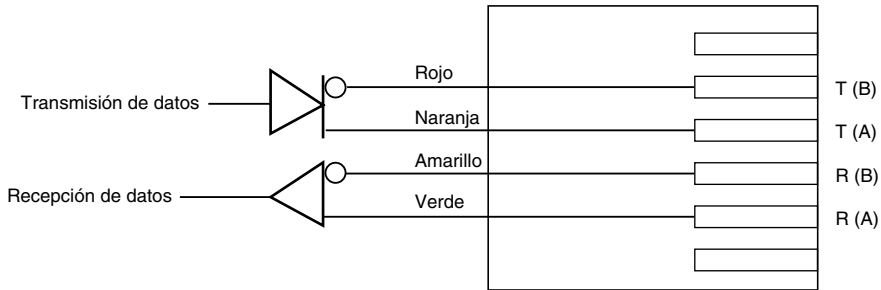 Rojo
T (B)
Transmisión de datos
Naranja
T (A)
Amarillo
R (B)
Recepción de datos
Verde
R (A)